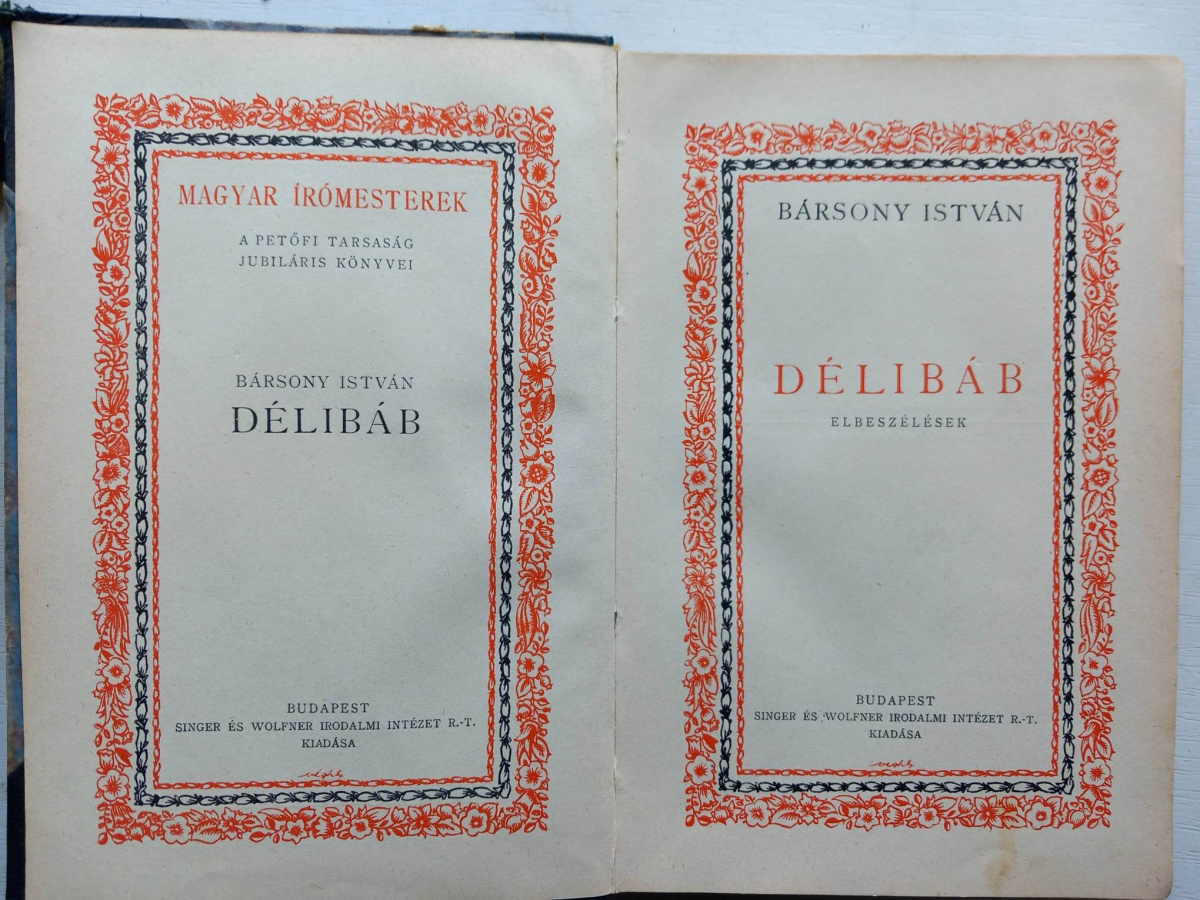 MAGYAR ÍRÓMESTEREK
A PETŐFI TARSASÁG
JUBILÁRIS KÖNYVEI
BÁRSONY ISTVÁN
DÉLIBÁB
BUDAPEST
SINGER ÉS WOLFNER IRODALMI INTÉZET R.-T.
KIADÁSA
BÁRSONY ISTVÁN
DÉLIBÁB
ELBESZÉLÉSEK
BUDAPEST
SINGER ÉS WOLFNER IRODALMI INTÉZET R.-T.
KIADÁSA